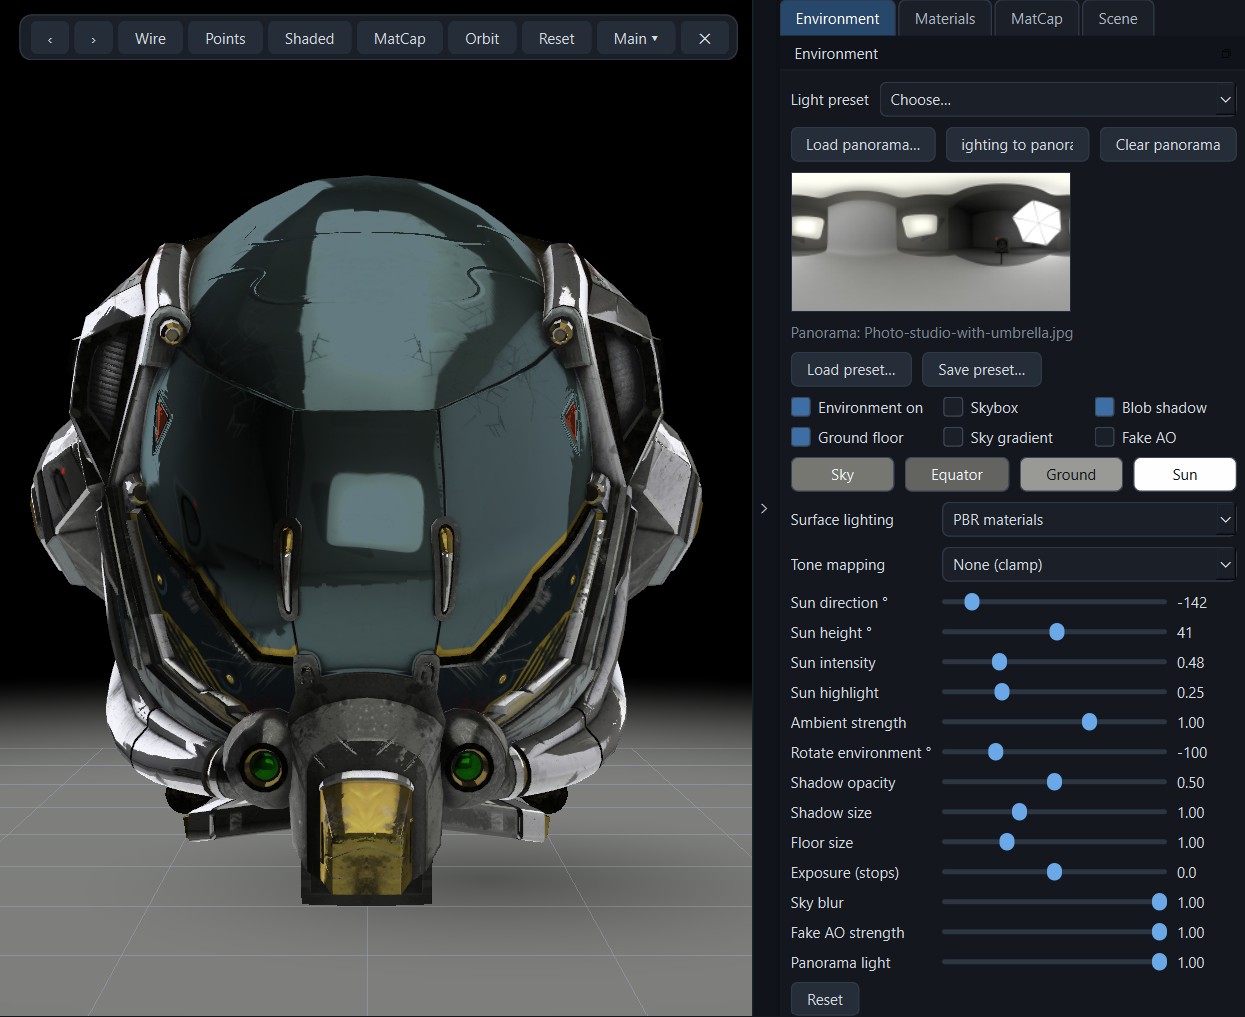 ‹ › Wire Points Shaded MatCap Orbit Reset Main ▾ ✕
Environment Materials MatCap Scene
Environment
Light preset Choose...
Load panorama... ighting to panora Clear panorama
Panorama: Photo-studio-with-umbrella.jpg
Load preset... Save preset...
Environment on Skybox Blob shadow
Ground floor Sky gradient Fake AO
Sky Equator Ground Sun
Surface lighting PBR materials
Tone mapping None (clamp)
Sun direction ° -142
Sun height ° 41
Sun intensity 0.48
Sun highlight 0.25
Ambient strength 1.00
Rotate environment ° -100
Shadow opacity 0.50
Shadow size 1.00
Floor size 1.00
Exposure (stops) 0.0
Sky blur 1.00
Fake AO strength 1.00
Panorama light 1.00
Reset